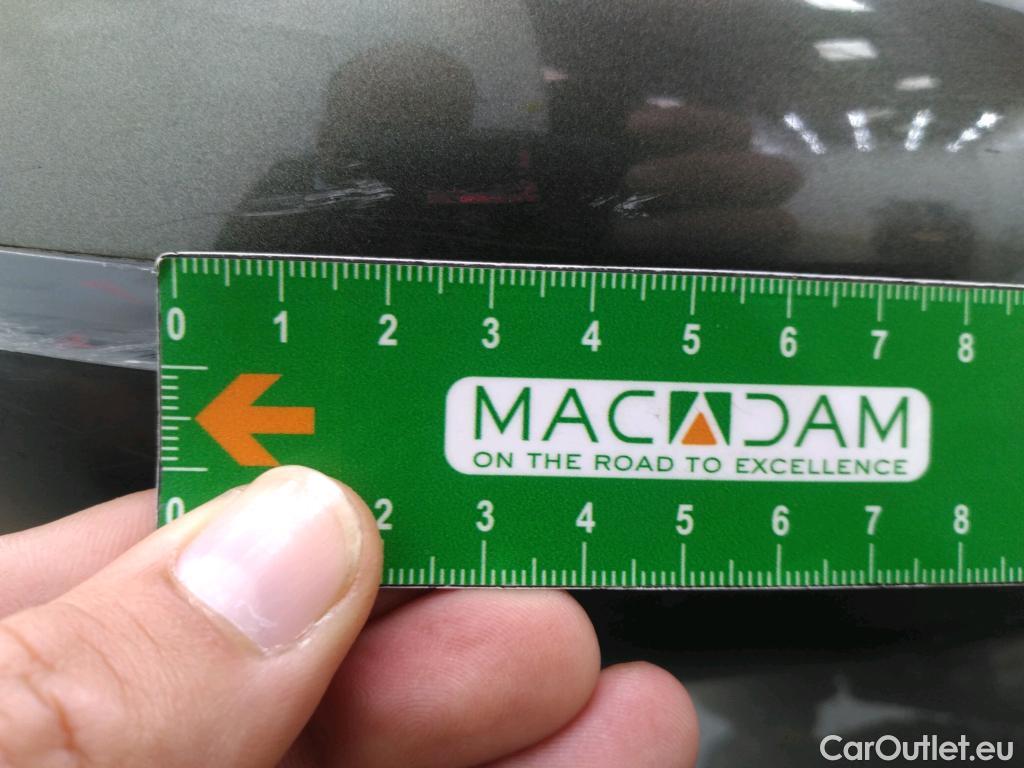 0 1 2 3 4 5 6 7 8
MACADAM
ON THE ROAD TO EXCELLENCE
0 2 3 4 5 6 7 8
CarOutlet.eu